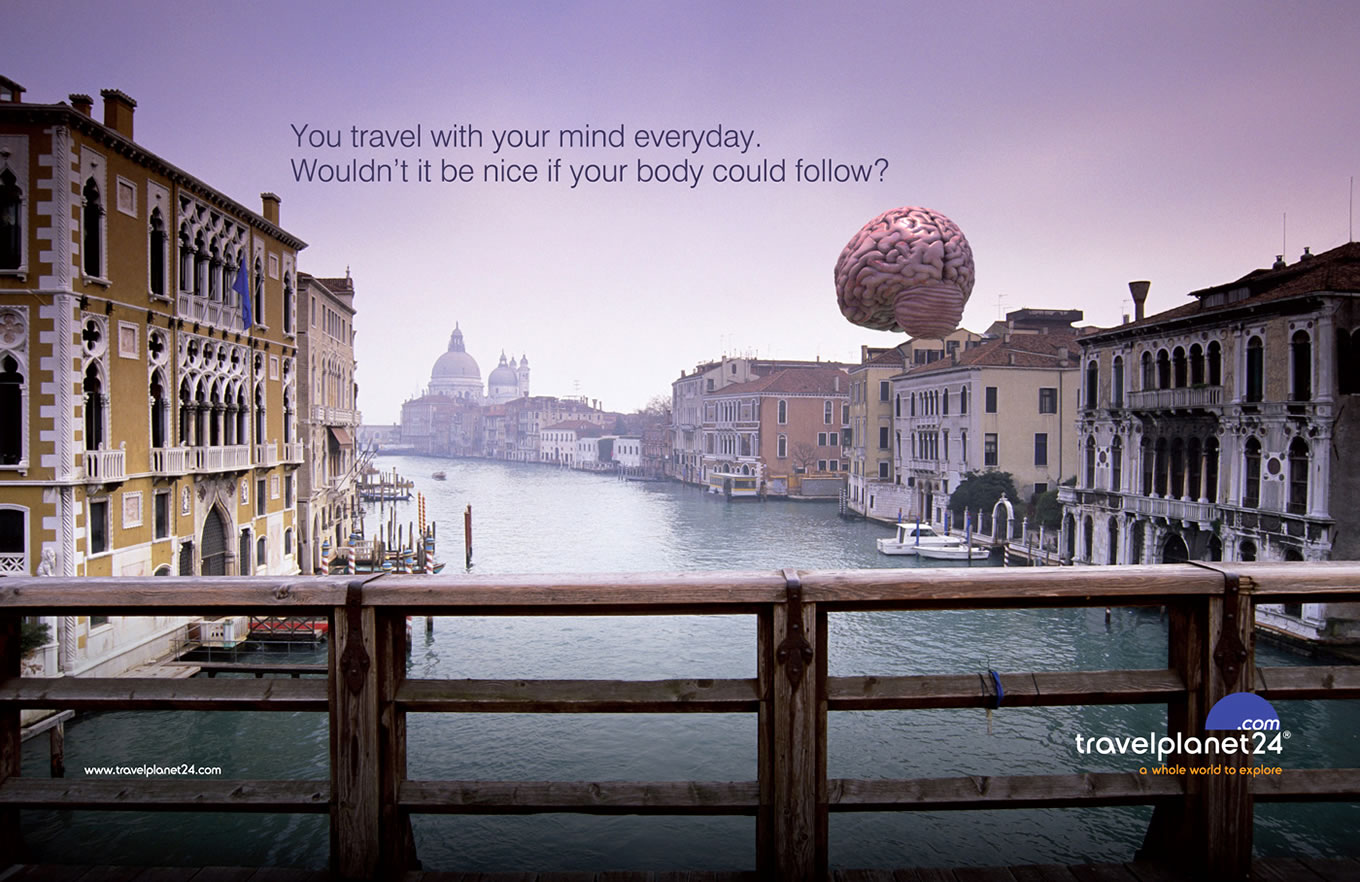 You travel with your mind everyday.
Wouldn't it be nice if your body could follow?
.com
travelplanet24®
a whole world to explore
www.travelplanet24.com